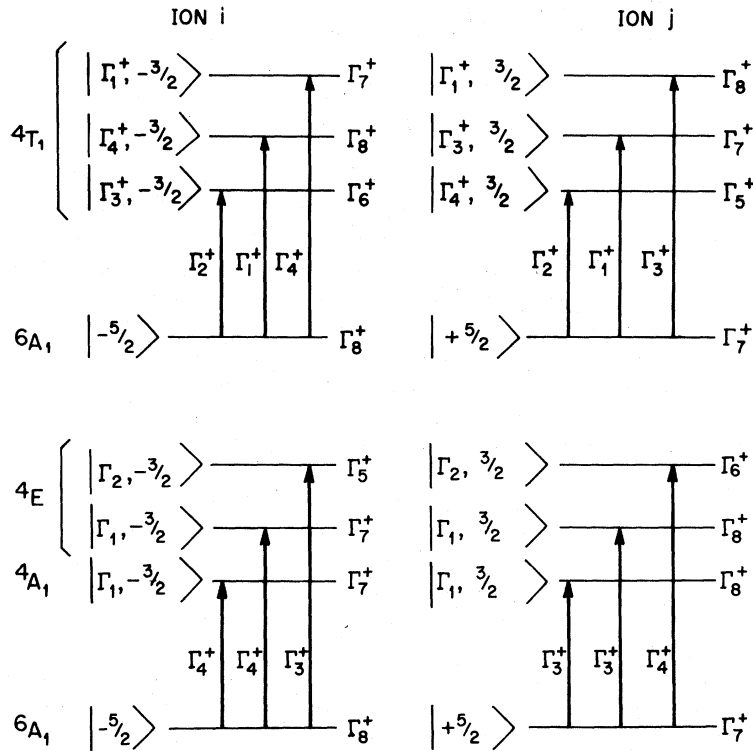 ION i ION j
|Γ₁⁺, -3/2⟩ Γ₇⁺ |Γ₁⁺, 3/2⟩ Γ₈⁺
⁴T₁ |Γ₄⁺, -3/2⟩ Γ₈⁺ |Γ₃⁺, 3/2⟩ Γ₇⁺
|Γ₃⁺, -3/2⟩ Γ₆⁺ |Γ₄⁺, 3/2⟩ Γ₅⁺
Γ₂⁺ Γ₁⁺ Γ₄⁺ Γ₂⁺ Γ₁⁺ Γ₃⁺
⁶A₁ |-5/2⟩ Γ₈⁺ |+5/2⟩ Γ₇⁺
|Γ₂, -3/2⟩ Γ₅⁺ |Γ₂, 3/2⟩ Γ₆⁺
⁴E |Γ₁, -3/2⟩ Γ₇⁺ |Γ₁, 3/2⟩ Γ₈⁺
⁴A₁ |Γ₁, -3/2⟩ Γ₇⁺ |Γ₁, 3/2⟩ Γ₈⁺
Γ₄⁺ Γ₄⁺ Γ₃⁺ Γ₃⁺ Γ₃⁺ Γ₄⁺
⁶A₁ |-5/2⟩ Γ₈⁺ |+5/2⟩ Γ₇⁺